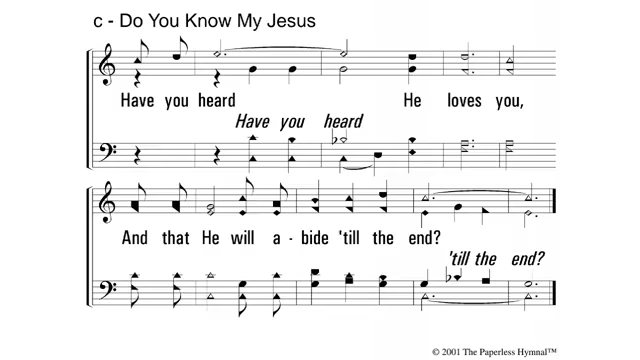 c - Do You Know My Jesus
Have you heard He loves you,
Have you heard
And that He will a - bide 'till the end?
'till the end?
© 2001 The Paperless Hymnal™